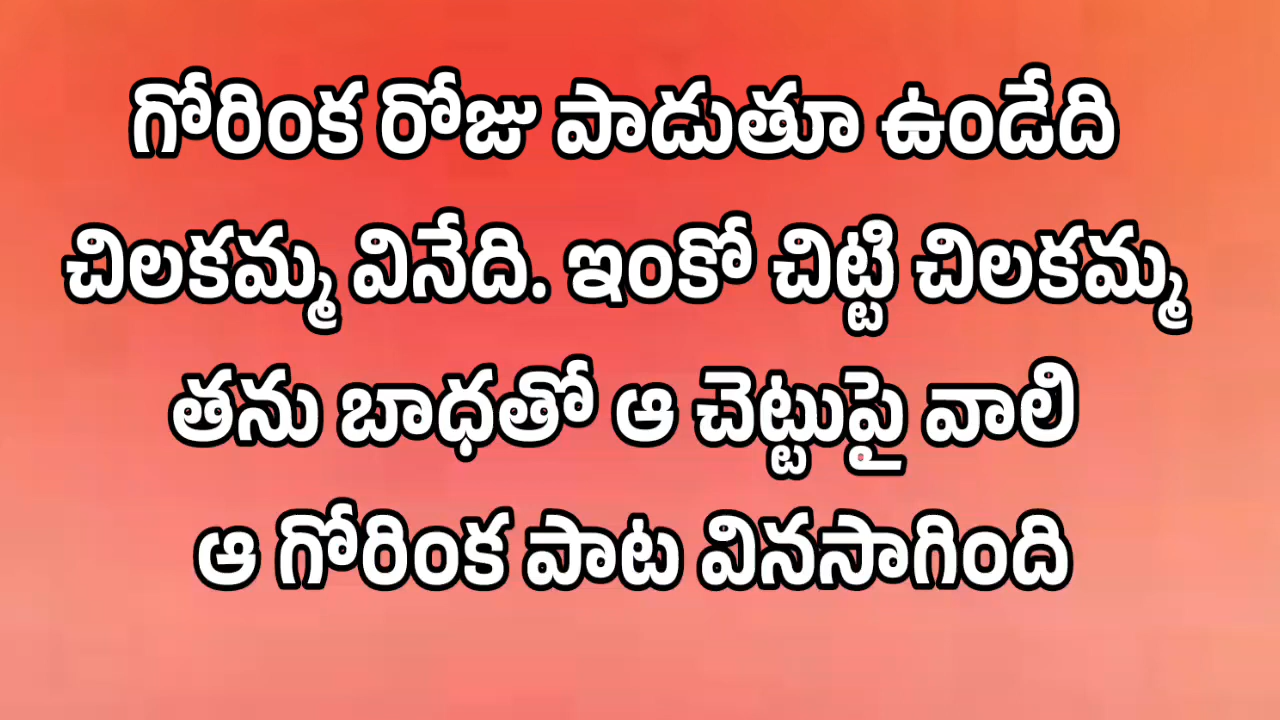 గోరింక రోజు పాడుతూ ఉండేది
చిలకమ్మ వినేది. ఇంకో చిట్టి చిలకమ్మ
తను బాధతో ఆ చెట్టుపై వాలి
ఆ గోరింక పాట వినసాగింది